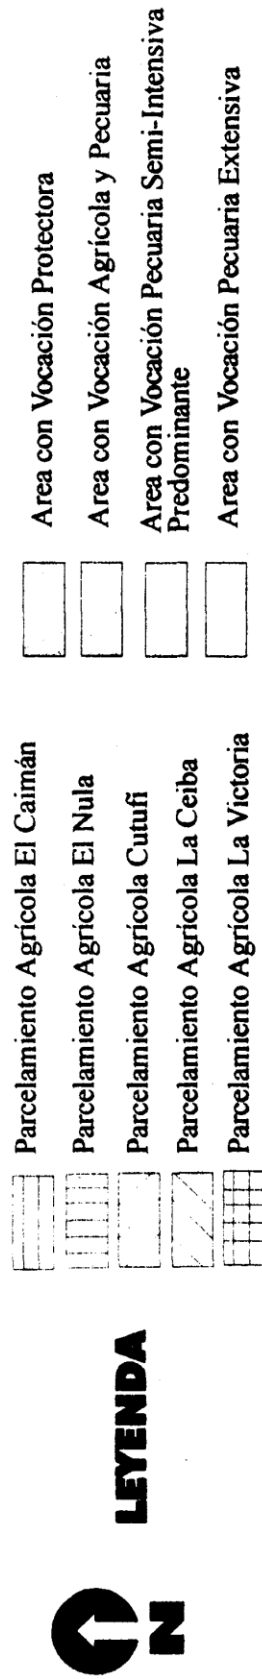 N
LEYENDA
Parcelamiento Agrícola El Caimán
Parcelamiento Agrícola El Nula
Parcelamiento Agrícola Cutufí
Parcelamiento Agrícola La Ceiba
Parcelamiento Agrícola La Victoria
Area con Vocación Protectora
Area con Vocación Agrícola y Pecuaria
Area con Vocación Pecuaria Semi-Intensiva
Predominante
Area con Vocación Pecuaria Extensiva